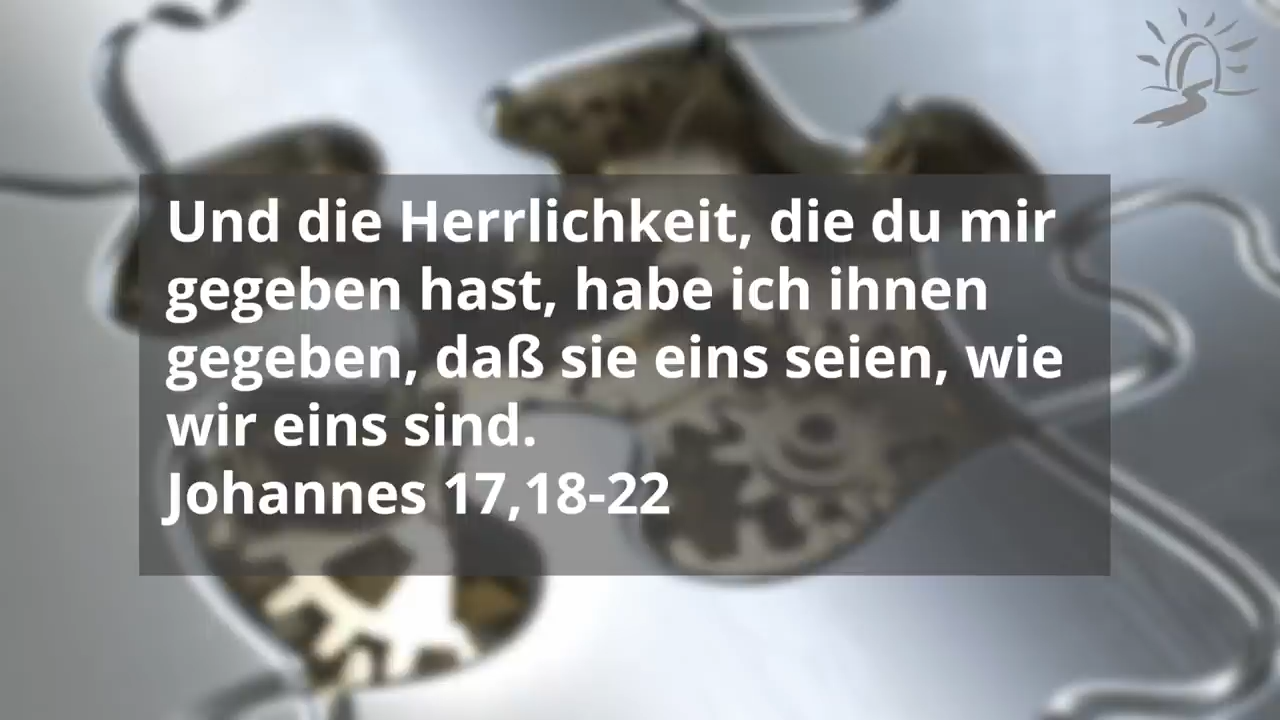 Und die Herrlichkeit, die du mir
gegeben hast, habe ich ihnen
gegeben, daß sie eins seien, wie
wir eins sind.
Johannes 17,18-22